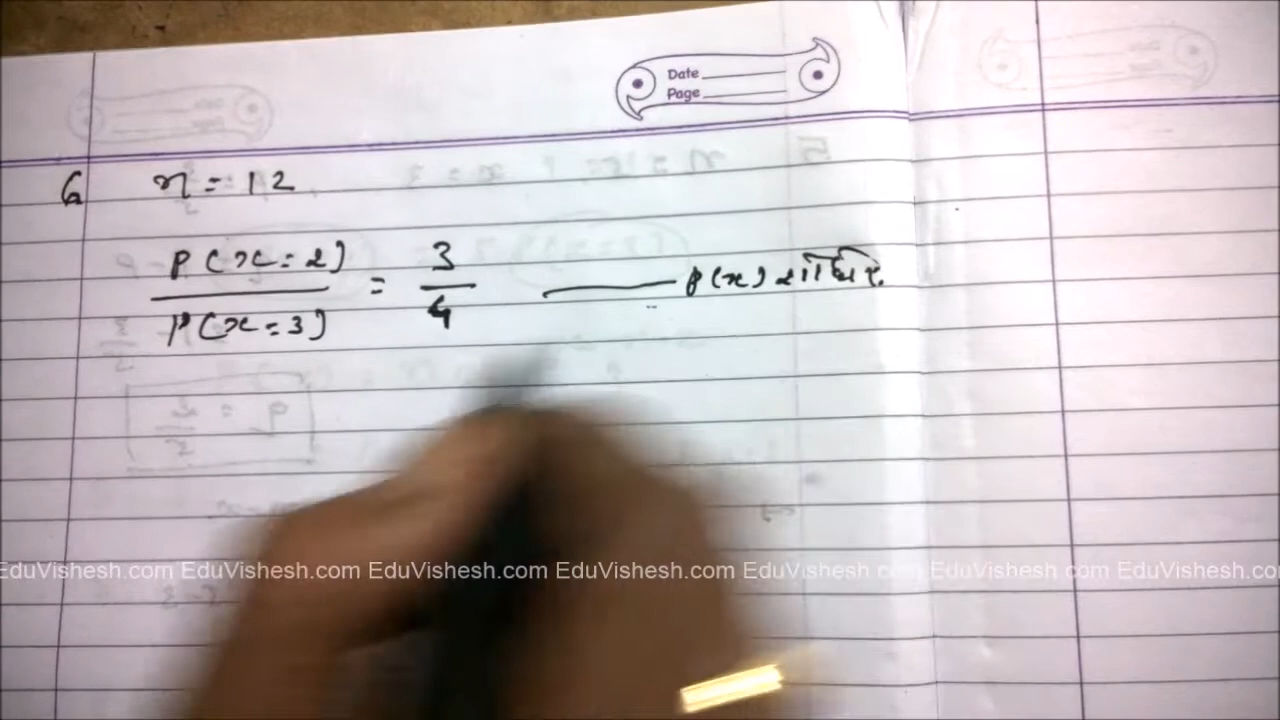 Date
Page
6 n = 12
P(x=2) / P(x=3) = 3/4 — P(x)
EduVishesh.com EduVishesh.com EduVishesh.com EduVishesh.com EduVishesh.com EduVishesh.com EduVishesh.com